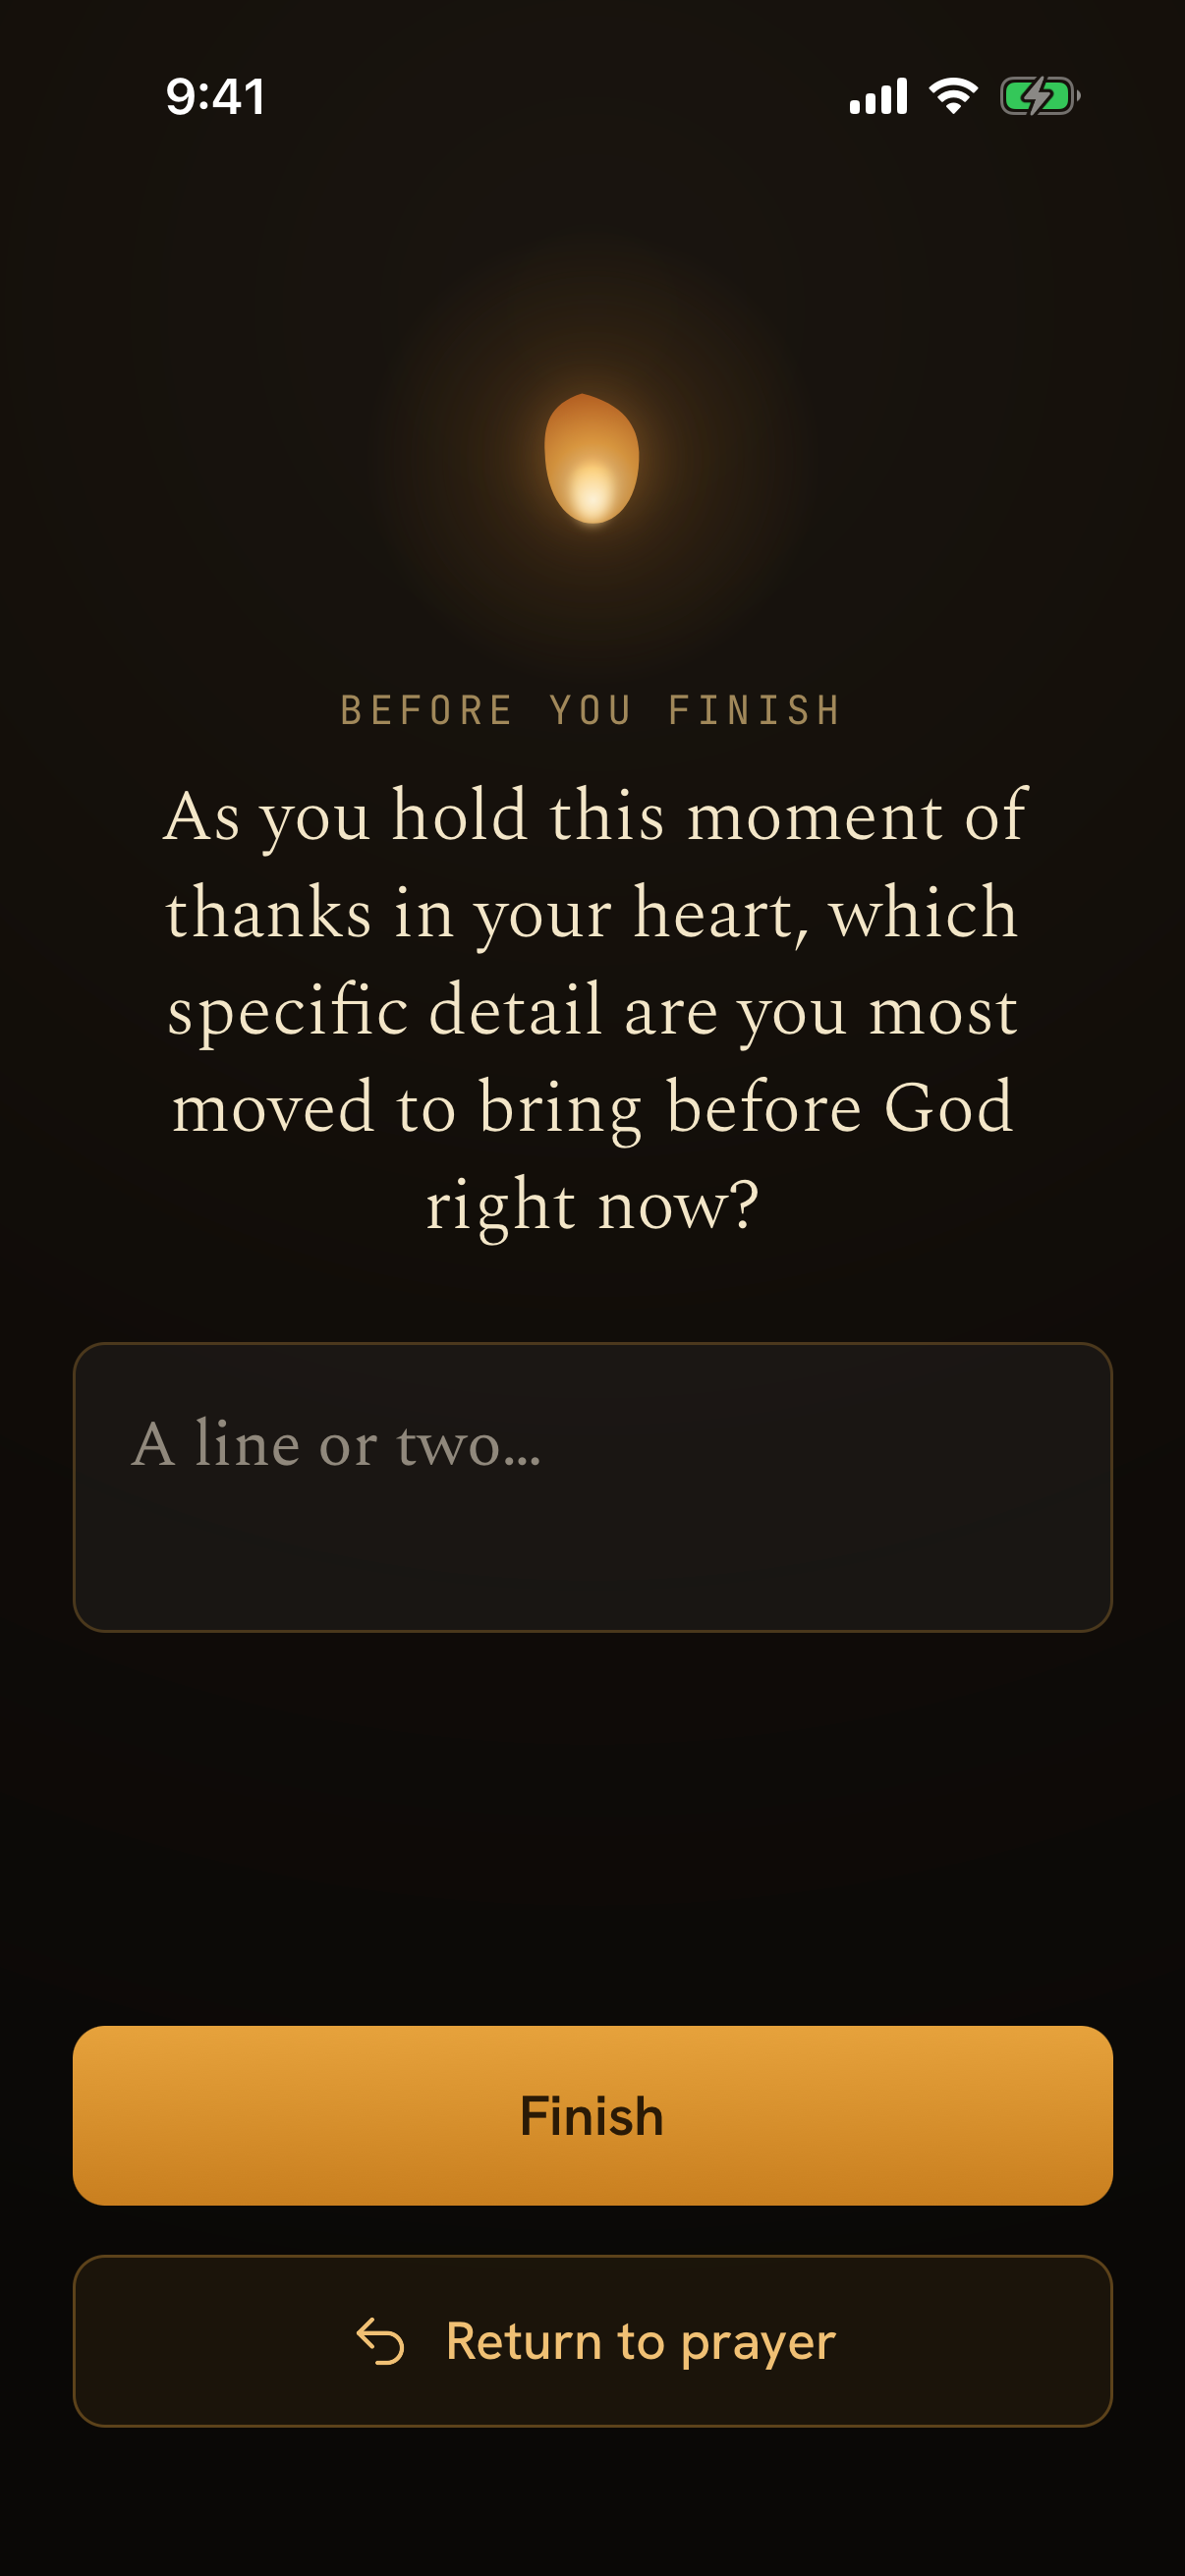 9:41
BEFORE YOU FINISH
As you hold this moment of
thanks in your heart, which
specific detail are you most
moved to bring before God
right now?
A line or two...
Finish
Return to prayer